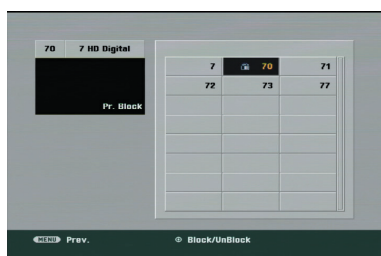 70 7 HD Digital
Pr. Block
7 70 71
72 73 77
MENU Prev. Block/UnBlock